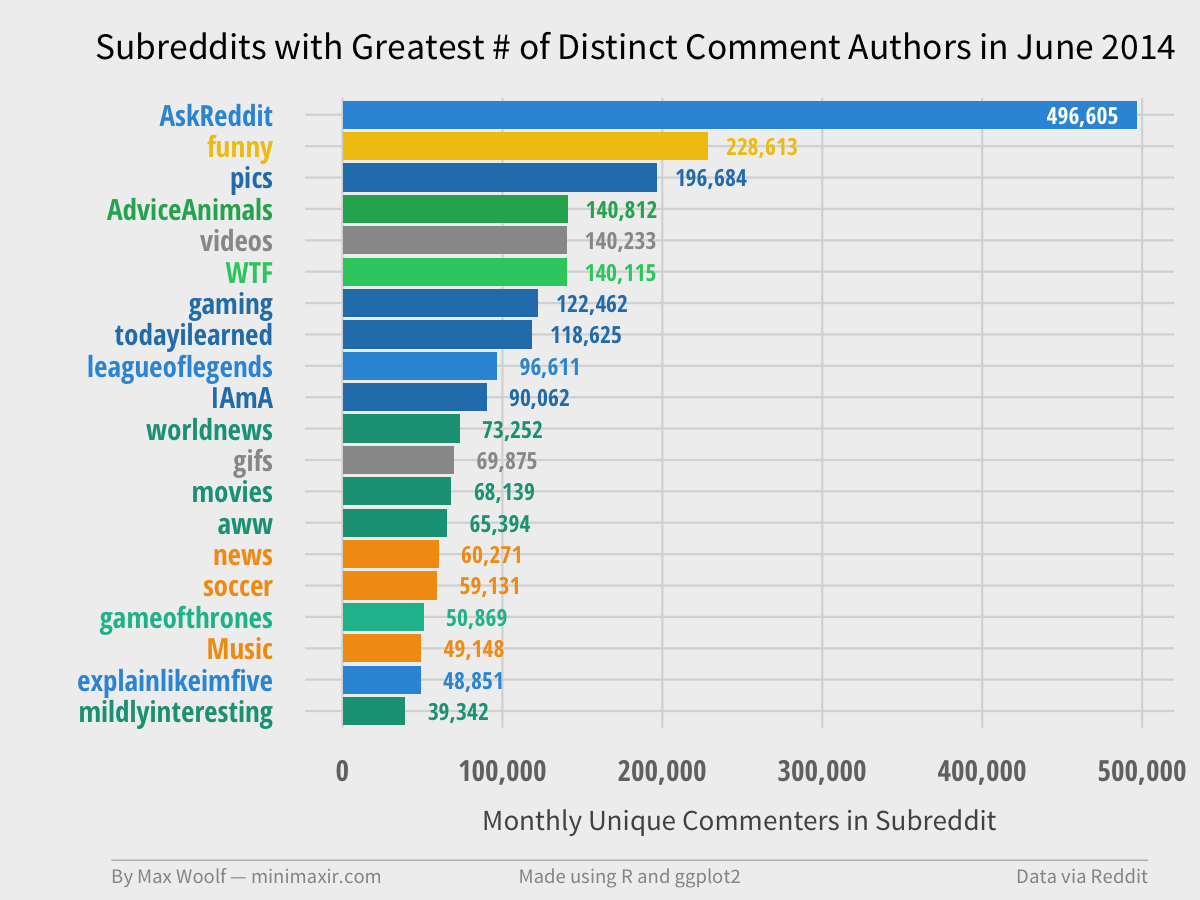 Subreddits with Greatest # of Distinct Comment Authors in June 2014
AskReddit 496,605
funny 228,613
pics 196,684
AdviceAnimals 140,812
videos 140,233
WTF 140,115
gaming 122,462
todayilearned 118,625
leagueoflegends 96,611
IAmA 90,062
worldnews 73,252
gifs 69,875
movies 68,139
aww 65,394
news 60,271
soccer 59,131
gameofthrones 50,869
Music 49,148
explainlikeimfive 48,851
mildlyinteresting 39,342
0 100,000 200,000 300,000 400,000 500,000
Monthly Unique Commenters in Subreddit
By Max Woolf — minimaxir.com Made using R and ggplot2 Data via Reddit